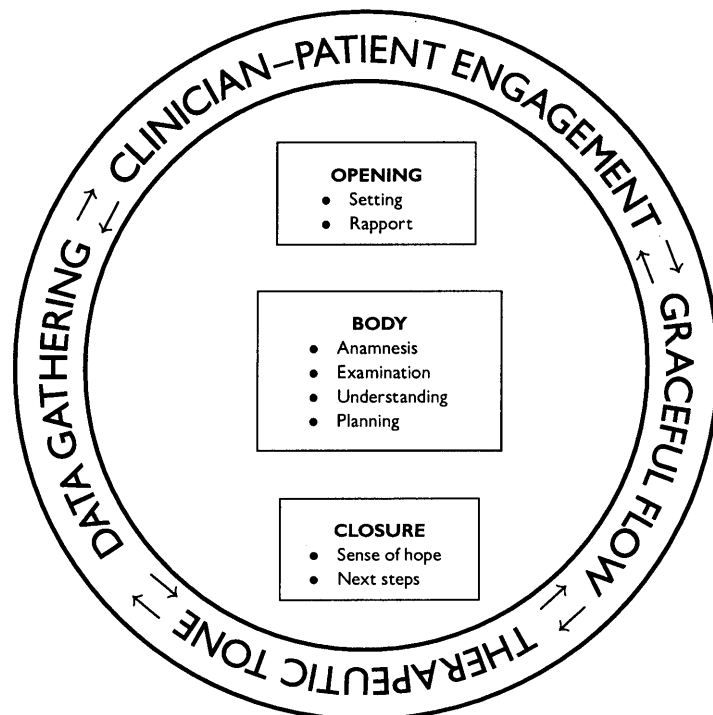 CLINICIAN–PATIENT ENGAGEMENT
GRACEFUL FLOW
THERAPEUTIC TONE
DATA GATHERING
OPENING
• Setting
• Rapport
BODY
• Anamnesis
• Examination
• Understanding
• Planning
CLOSURE
• Sense of hope
• Next steps